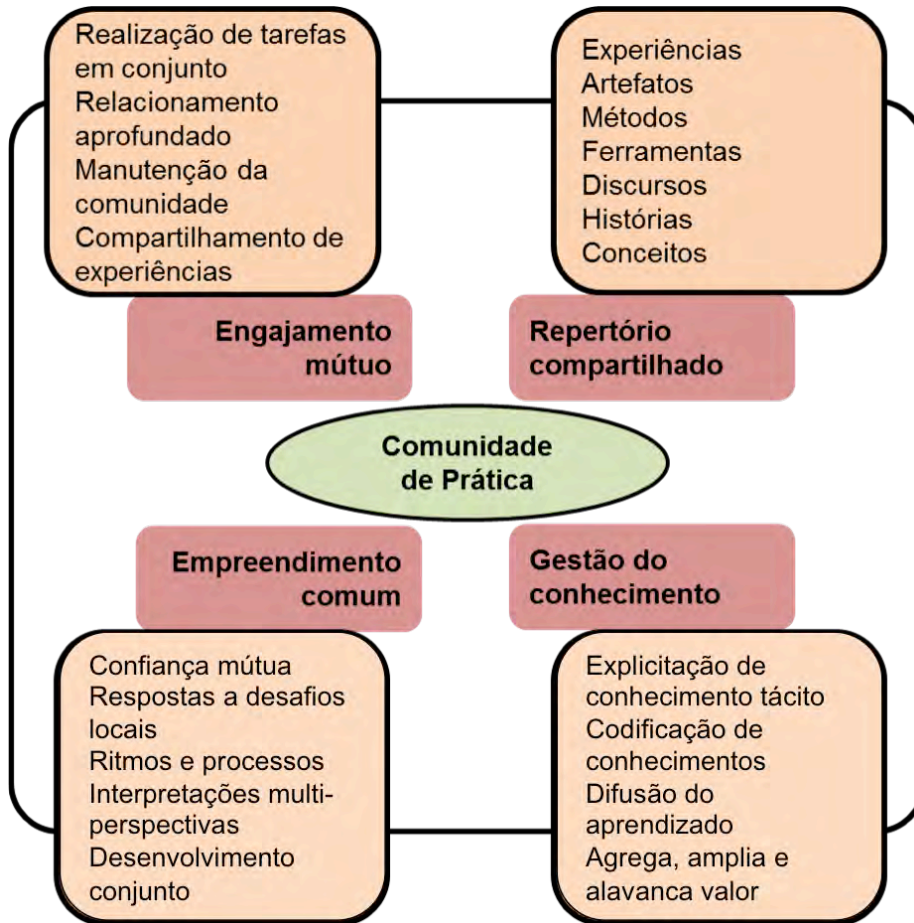 Realização de tarefas
em conjunto
Relacionamento
aprofundado
Manutenção da
comunidade
Compartilhamento de
experiências
Experiências
Artefatos
Métodos
Ferramentas
Discursos
Histórias
Conceitos
Engajamento
mútuo
Repertório
compartilhado
Comunidade
de Prática
Empreendimento
comum
Gestão do
conhecimento
Confiança mútua
Respostas a desafios
locais
Ritmos e processos
Interpretações multi-
perspectivas
Desenvolvimento
conjunto
Explicitação de
conhecimento tácito
Codificação de
conhecimentos
Difusão do
aprendizado
Agrega, amplia e
alavanca valor